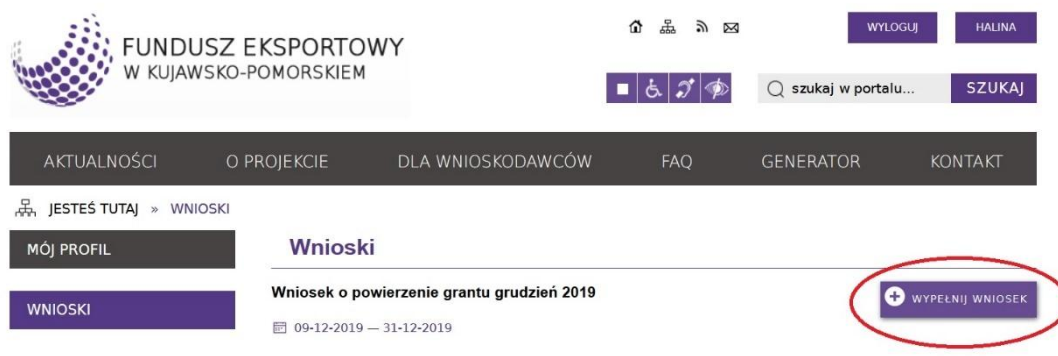 FUNDUSZ EKSPORTOWY
W KUJAWSKO-POMORSKIEM
WYLOGUJ
HALINA
szukaj w portalu...
SZUKAJ
AKTUALNOŚCI O PROJEKCIE DLA WNIOSKODAWCÓW FAQ GENERATOR KONTAKT
JESTEŚ TUTAJ » WNIOSKI
MÓJ PROFIL
WNIOSKI
Wnioski
Wniosek o powierzenie grantu grudzień 2019
09-12-2019 — 31-12-2019
WYPEŁNIJ WNIOSEK